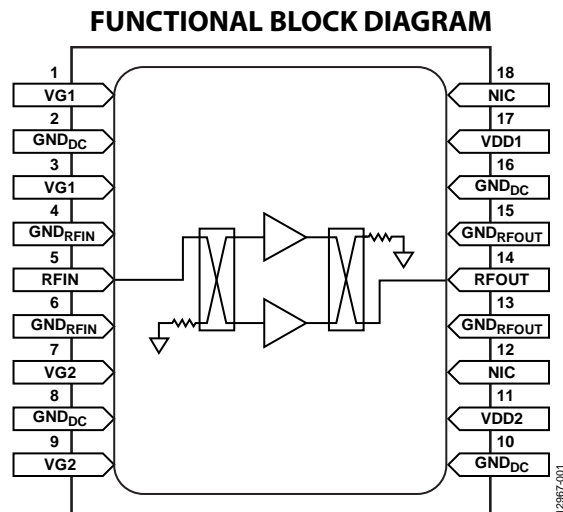 FUNCTIONAL BLOCK DIAGRAM
1
VG1
2
GNDDC
3
VG1
4
GNDRFIN
5
RFIN
6
GNDRFIN
7
VG2
8
GNDDC
9
VG2
18
NIC
17
VDD1
16
GNDDC
15
GNDRFOUT
14
RFOUT
13
GNDRFOUT
12
NIC
11
VDD2
10
GNDDC
12967-001